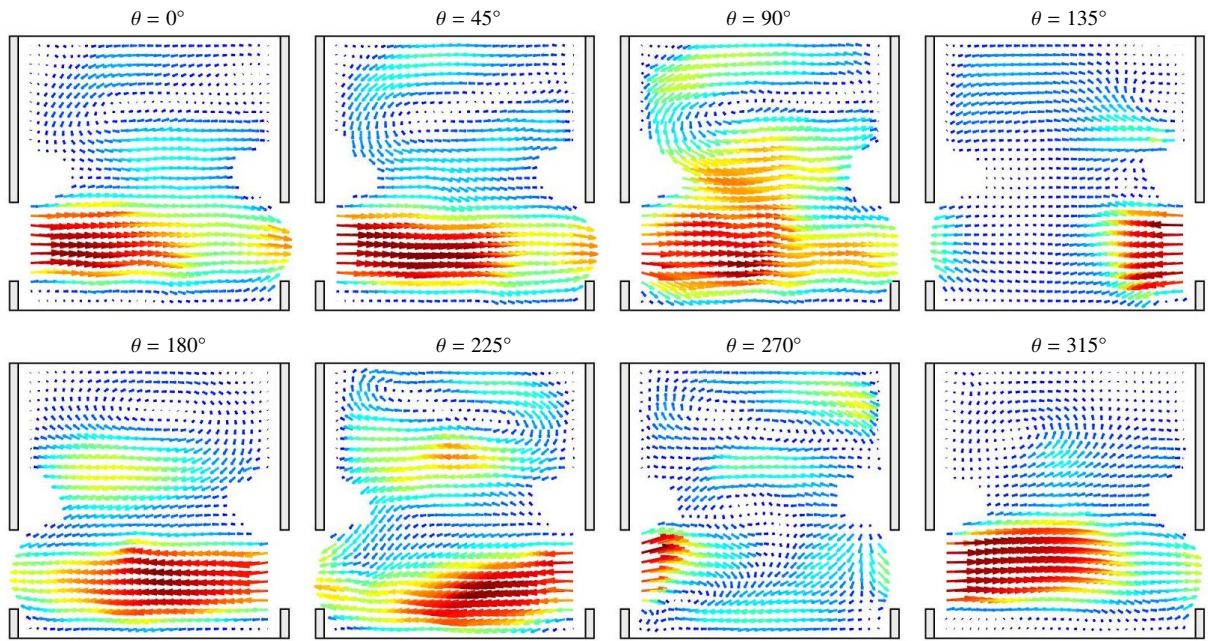 θ = 0°
θ = 45°
θ = 90°
θ = 135°
θ = 180°
θ = 225°
θ = 270°
θ = 315°